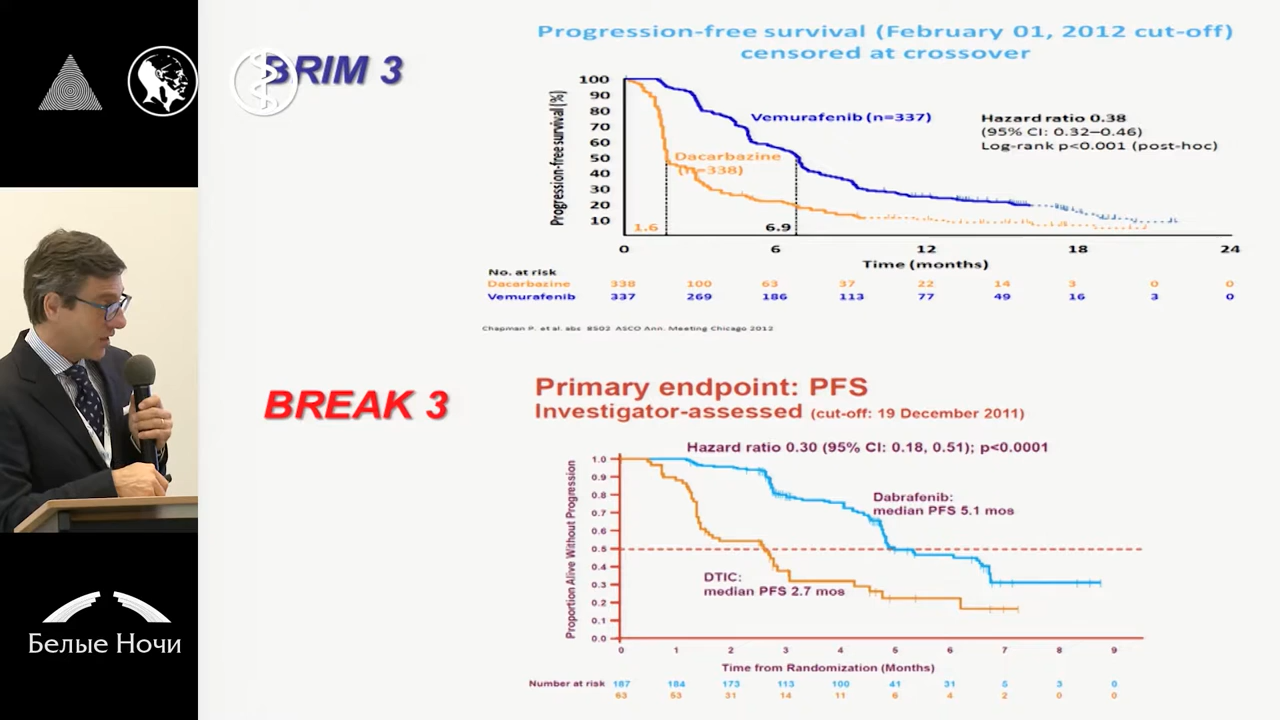 BRIM 3
Progression-free survival (February 01, 2012 cut-off)
censored at crossover
Progression-free survival (%)
100
90
80
70
60
50
40
30
20
10
Vemurafenib (n=337)
Hazard ratio 0.38
(95% CI: 0.32–0.46)
Log-rank p<0.001 (post-hoc)
Dacarbazine
(n=338)
1.6
6.9
0 6 12 18 24
Time (months)
No. at risk
Dacarbazine 338 100 63 37 22 14 3 0 0
Vemurafenib 337 269 186 113 77 49 16 3 0
Chapman P. et al. abs 8502 ASCO Ann. Meeting Chicago 2012
BREAK 3
Primary endpoint: PFS
Investigator-assessed (cut-off: 19 December 2011)
Hazard ratio 0.30 (95% CI: 0.18, 0.51); p<0.0001
Proportion Alive Without Progression
1.0
0.9
0.8
0.7
0.6
0.5
0.4
0.3
0.2
0.1
0.0
Dabrafenib:
median PFS 5.1 mos
DTIC:
median PFS 2.7 mos
0 1 2 3 4 5 6 7 8 9
Time from Randomization (Months)
Number at risk 187 184 173 113 100 41 31 5 3 0
63 53 31 14 11 6 4 2 0 0
Белые Ночи